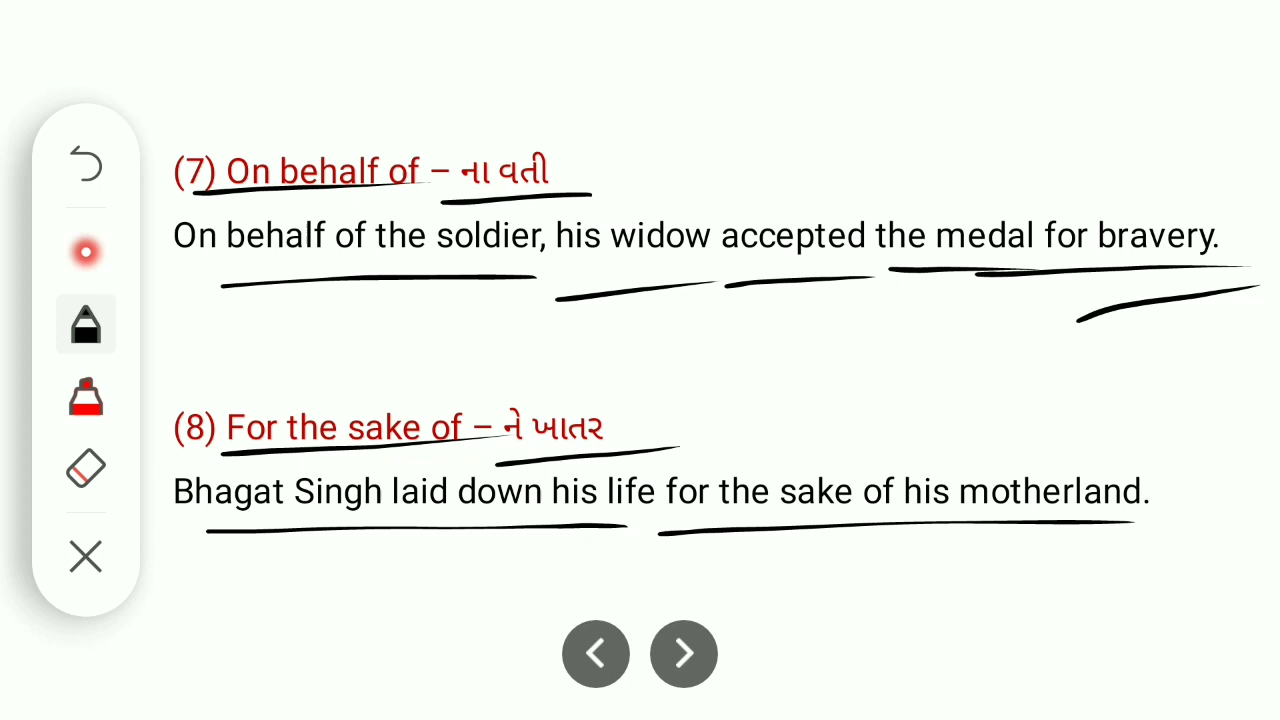 (7) On behalf of – ના વતી
On behalf of the soldier, his widow accepted the medal for bravery.
(8) For the sake of – ને ખાતર
Bhagat Singh laid down his life for the sake of his motherland.